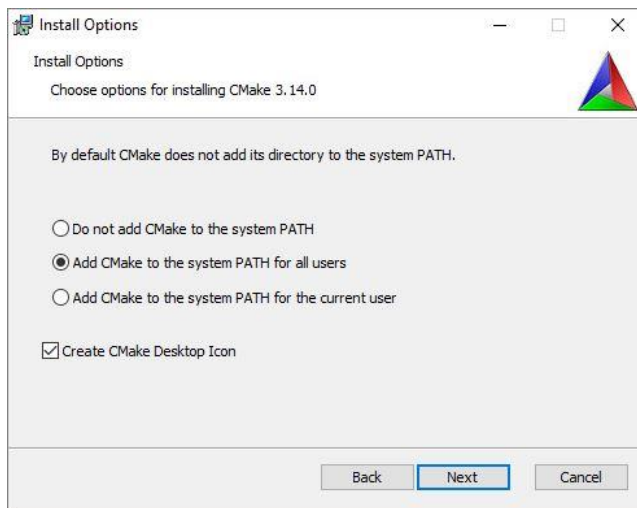 Install Options
Install Options
Choose options for installing CMake 3.14.0
By default CMake does not add its directory to the system PATH.
Do not add CMake to the system PATH
Add CMake to the system PATH for all users
Add CMake to the system PATH for the current user
Create CMake Desktop Icon
Back Next Cancel